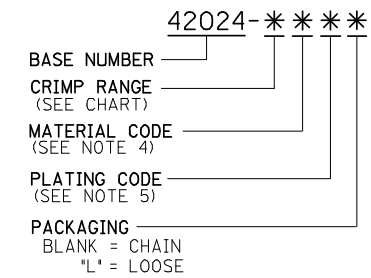 42024-****
BASE NUMBER
CRIMP RANGE
(SEE CHART)
MATERIAL CODE
(SEE NOTE 4)
PLATING CODE
(SEE NOTE 5)
PACKAGING
BLANK = CHAIN
"L" = LOOSE